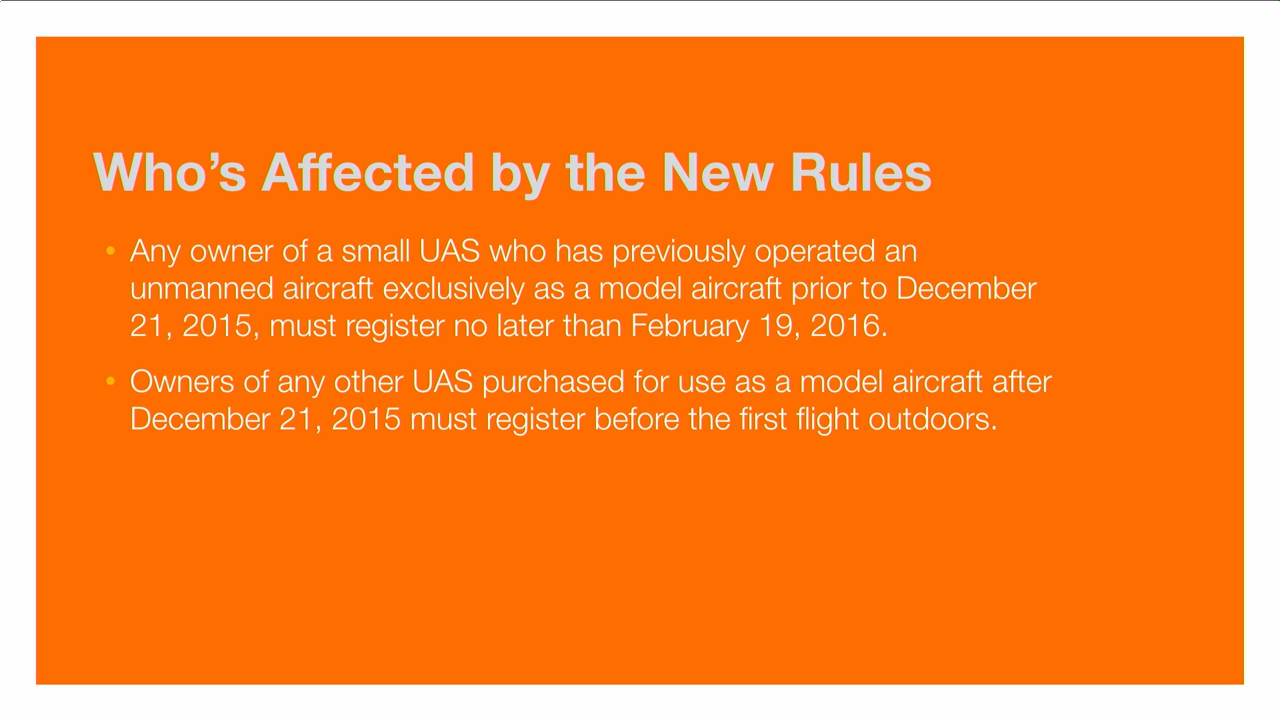 Who’s Affected by the New Rules
• Any owner of a small UAS who has previously operated an
unmanned aircraft exclusively as a model aircraft prior to December
21, 2015, must register no later than February 19, 2016.
• Owners of any other UAS purchased for use as a model aircraft after
December 21, 2015 must register before the first flight outdoors.